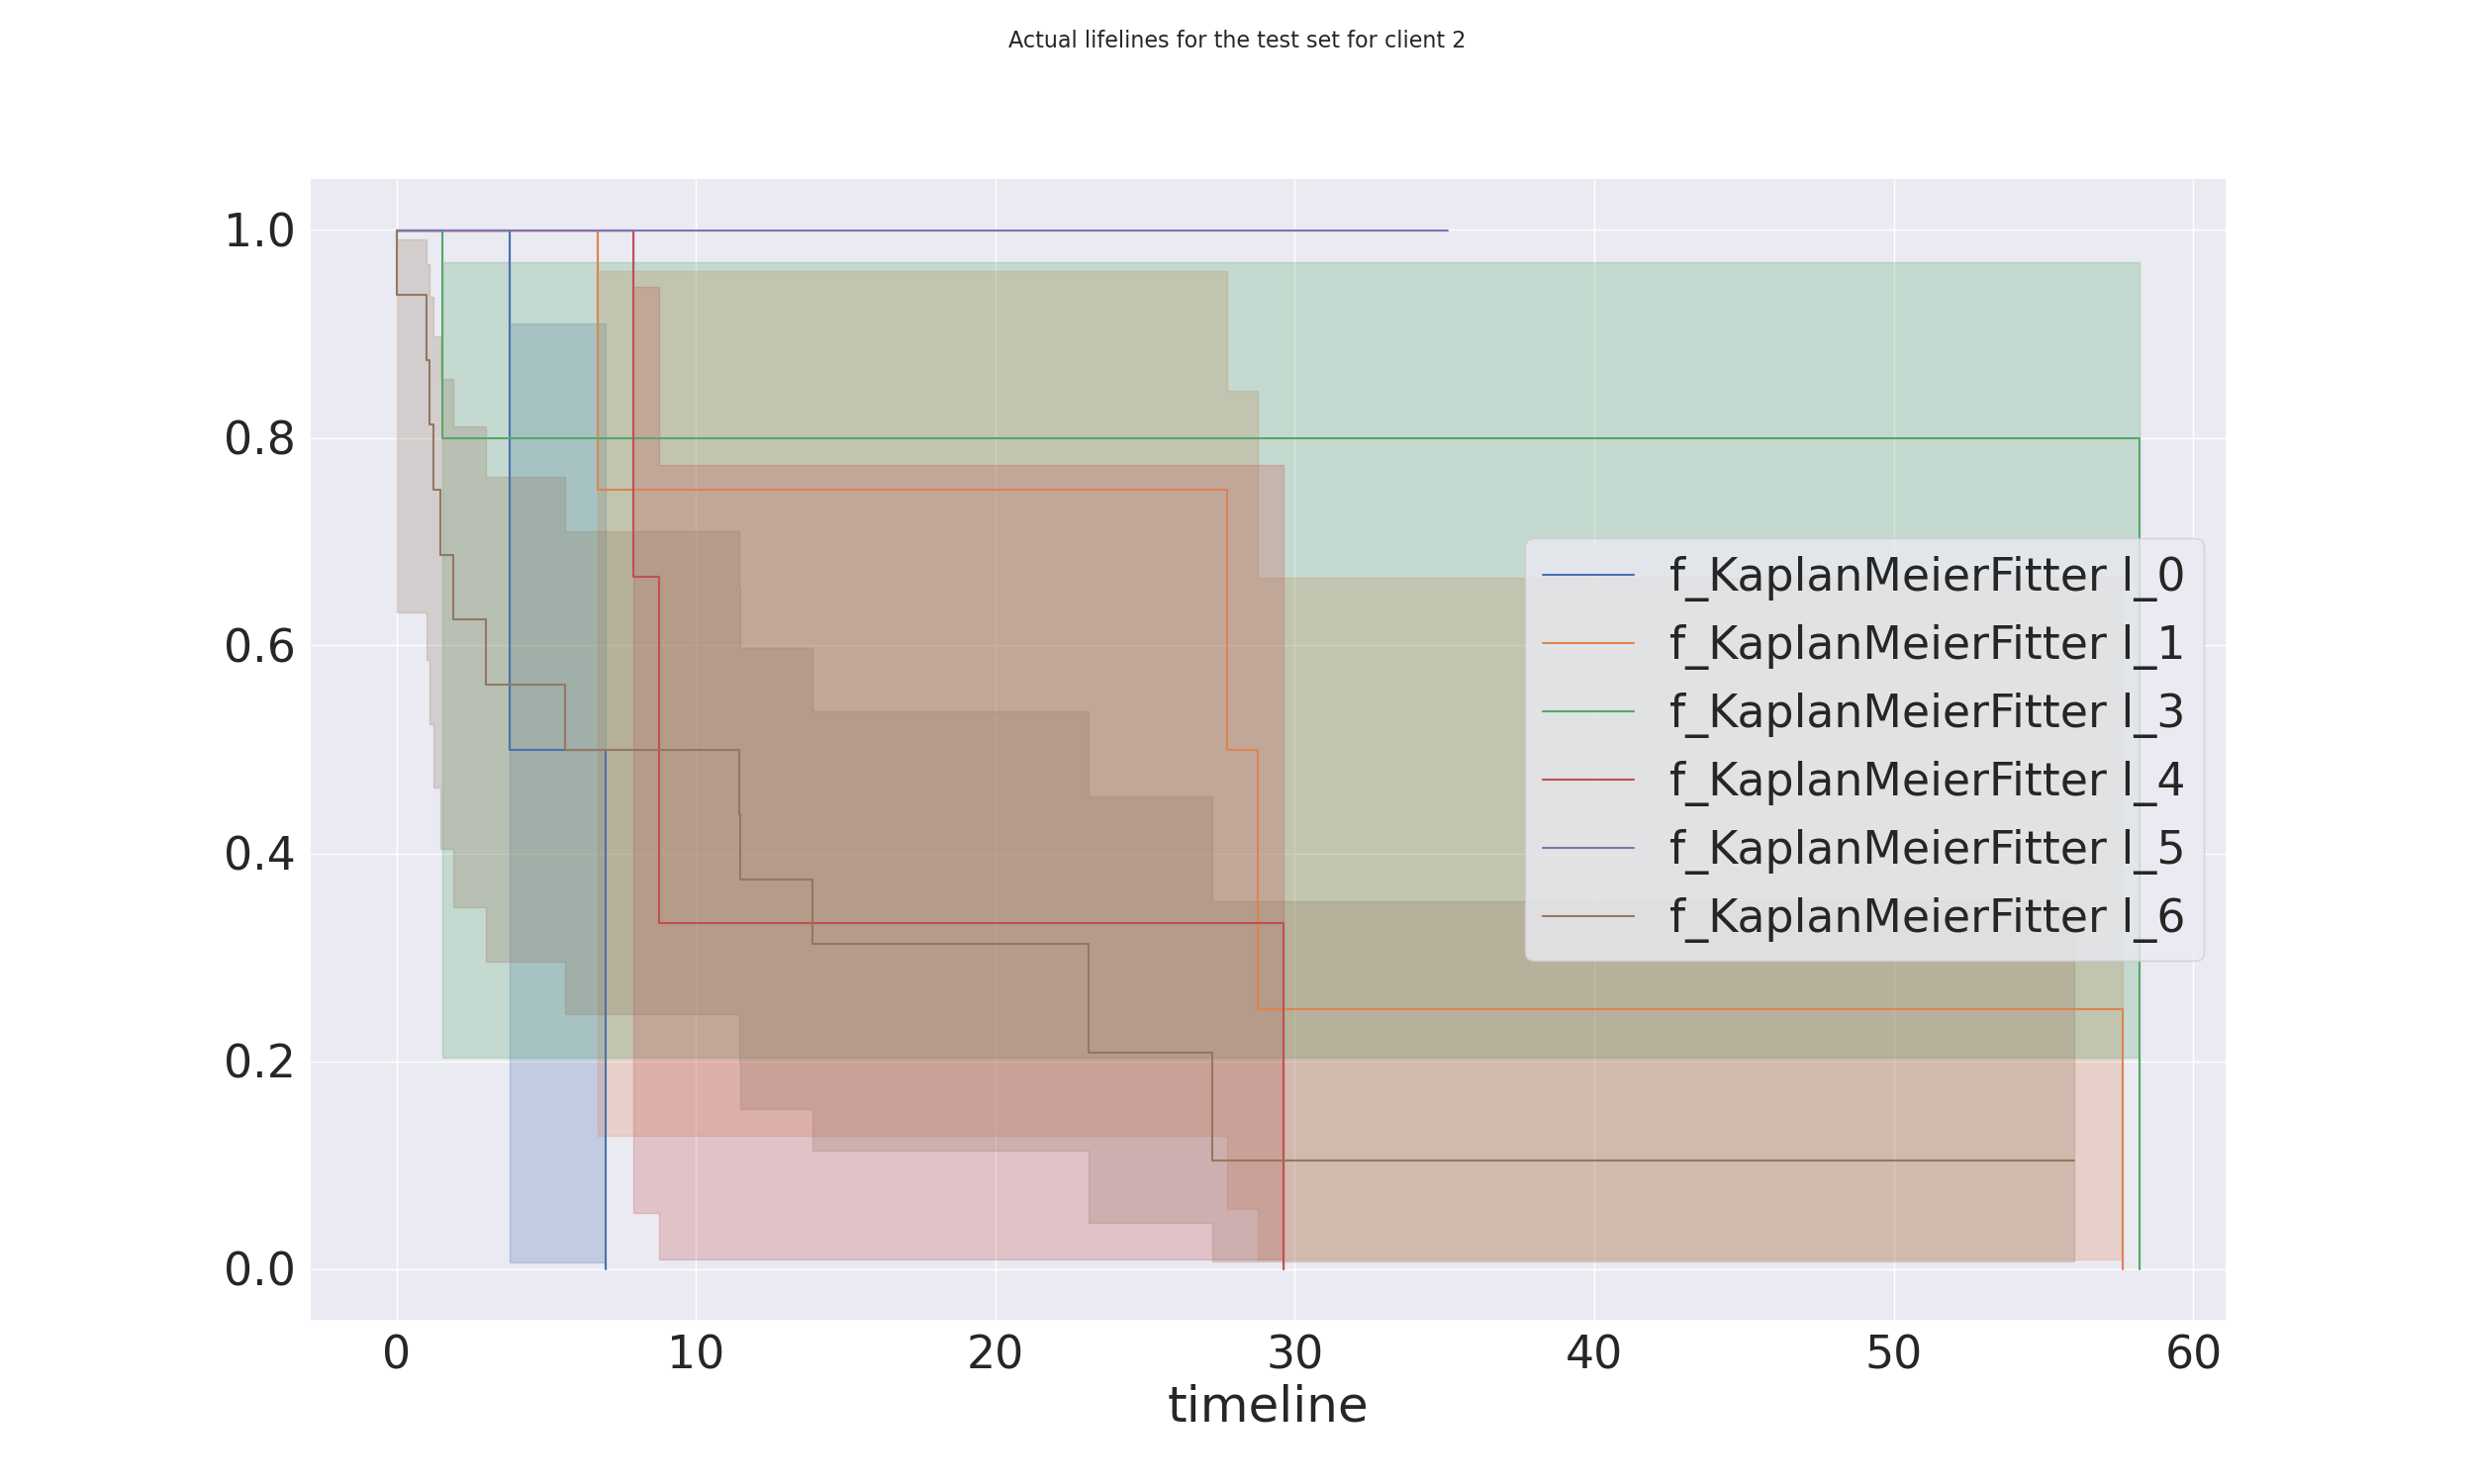 Actual lifelines for the test set for client 2
1.0
0.8
0.6
0.4
0.2
0.0
f_KaplanMeierFitter l_0
f_KaplanMeierFitter l_1
f_KaplanMeierFitter l_3
f_KaplanMeierFitter l_4
f_KaplanMeierFitter l_5
f_KaplanMeierFitter l_6
0 10 20 30 40 50 60
timeline